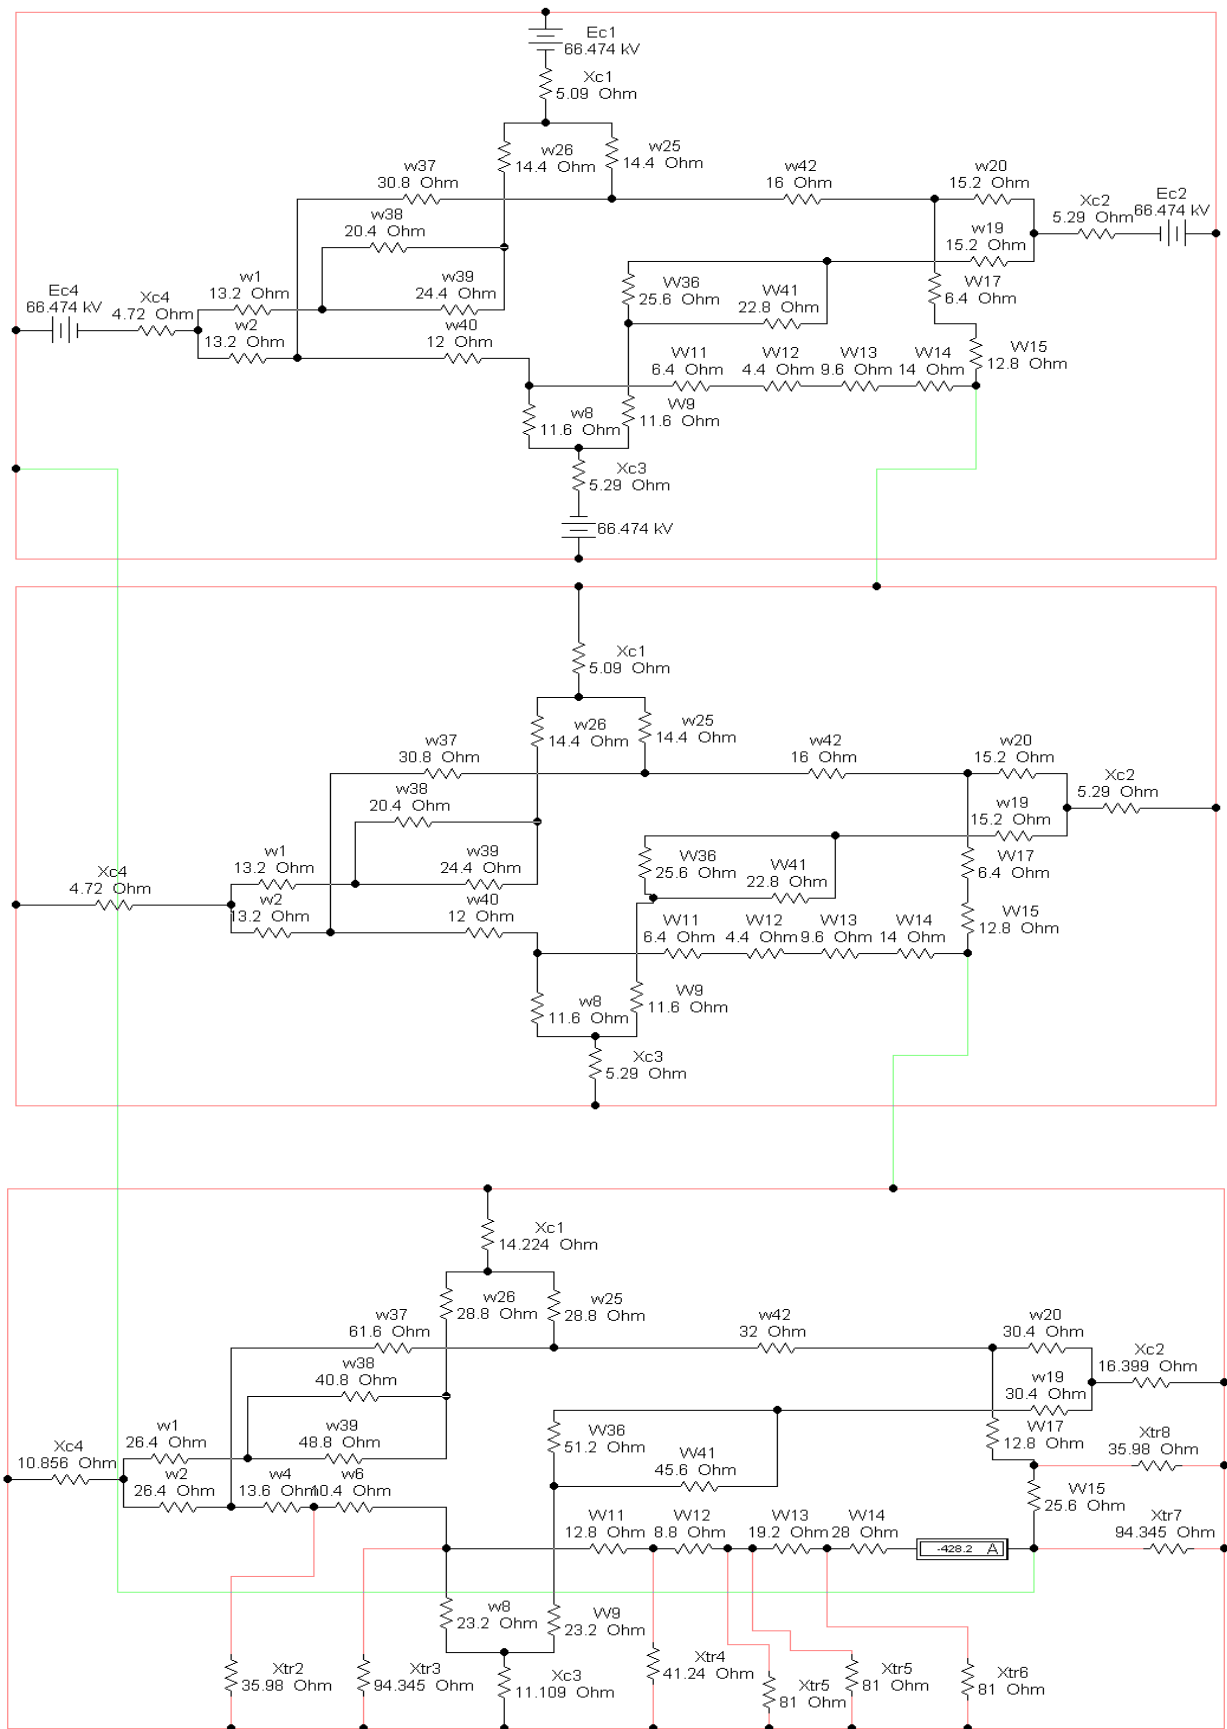 Ec1
66.474 kV
Xc1
5.09 Ohm
w26
14.4 Ohm
w25
14.4 Ohm
w37
30.8 Ohm
w42
16 Ohm
w20
15.2 Ohm
Xc2
5.29 Ohm
Ec2
66.474 kV
w38
20.4 Ohm
w19
15.2 Ohm
w1
13.2 Ohm
w39
24.4 Ohm
W36
25.6 Ohm
W41
22.8 Ohm
W17
6.4 Ohm
Ec4
66.474 kV
Xc4
4.72 Ohm
w2
13.2 Ohm
w40
12 Ohm
W11
6.4 Ohm
W12
4.4 Ohm
W13
9.6 Ohm
W14
14 Ohm
W15
12.8 Ohm
w8
11.6 Ohm
W9
11.6 Ohm
Xc3
5.29 Ohm
66.474 kV
Xc1
5.09 Ohm
w26
14.4 Ohm
w25
14.4 Ohm
w37
30.8 Ohm
w42
16 Ohm
w20
15.2 Ohm
Xc2
5.29 Ohm
w38
20.4 Ohm
w19
15.2 Ohm
w1
13.2 Ohm
w39
24.4 Ohm
W36
25.6 Ohm
W41
22.8 Ohm
W17
6.4 Ohm
Xc4
4.72 Ohm
w2
13.2 Ohm
w40
12 Ohm
W11
6.4 Ohm
W12
4.4 Ohm
W13
9.6 Ohm
W14
14 Ohm
W15
12.8 Ohm
w8
11.6 Ohm
W9
11.6 Ohm
Xc3
5.29 Ohm
Xc1
14.224 Ohm
w26
28.8 Ohm
w25
28.8 Ohm
w37
61.6 Ohm
w42
32 Ohm
w20
30.4 Ohm
Xc2
16.399 Ohm
w38
40.8 Ohm
w19
30.4 Ohm
w1
26.4 Ohm
w39
48.8 Ohm
W36
51.2 Ohm
W41
45.6 Ohm
W17
12.8 Ohm
Xtr8
35.98 Ohm
Xc4
10.856 Ohm
w2
26.4 Ohm
w4
13.6 Ohm
w6
10.4 Ohm
W15
25.6 Ohm
W11
12.8 Ohm
W12
8.8 Ohm
W13
19.2 Ohm
W14
28 Ohm
-428.2 A
Xtr7
94.345 Ohm
w8
23.2 Ohm
W9
23.2 Ohm
Xtr2
35.98 Ohm
Xtr3
94.345 Ohm
Xc3
11.109 Ohm
Xtr4
41.24 Ohm
Xtr5
81 Ohm
Xtr5
81 Ohm
Xtr6
81 Ohm